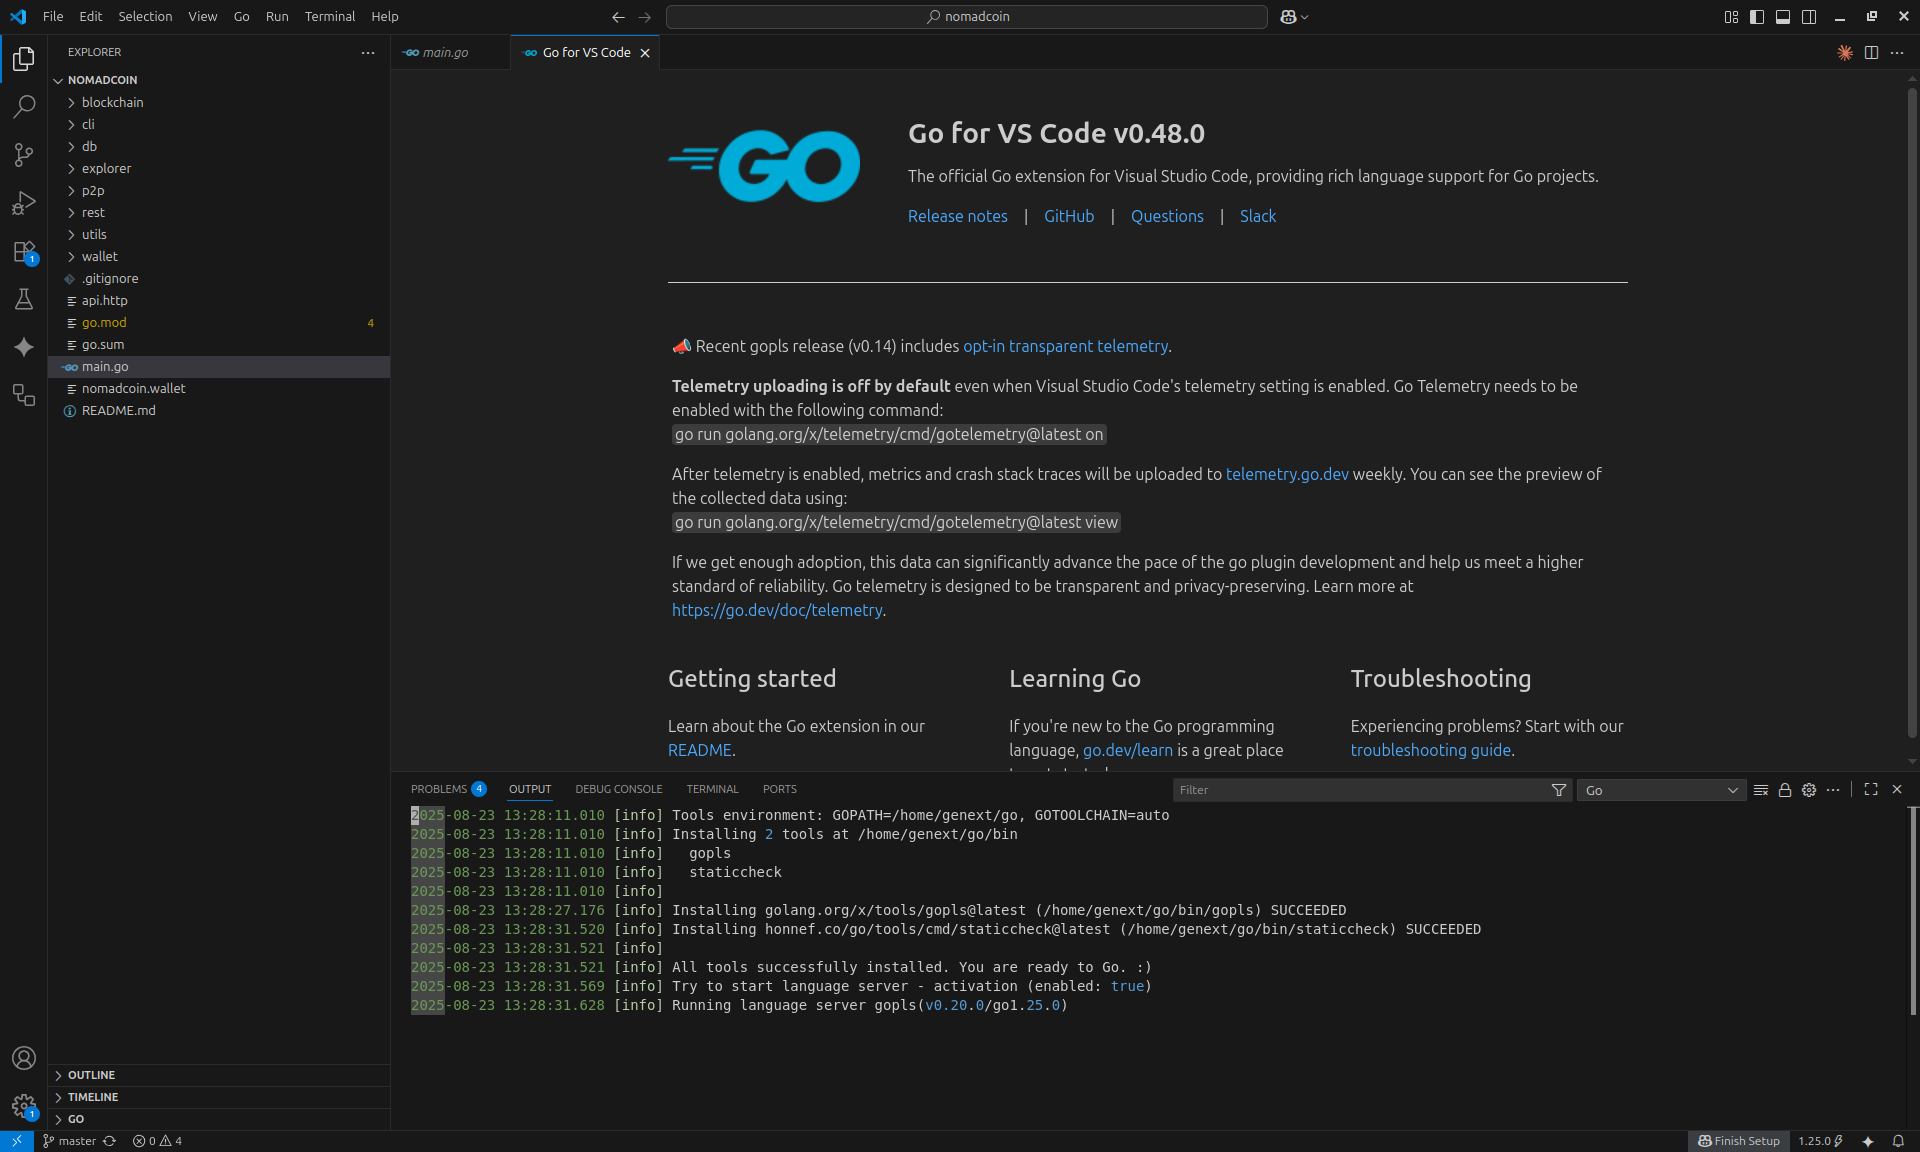 File Edit Selection View Go Run Terminal Help
nomadcoin
EXPLORER
NOMADCOIN
blockchain
cli
db
explorer
p2p
rest
utils
wallet
.gitignore
api.http
go.mod 4
go.sum
GO main.go
nomadcoin.wallet
README.md
OUTLINE
TIMELINE
GO
1
1
GO main.go
GO Go for VS Code
GO
Go for VS Code v0.48.0
The official Go extension for Visual Studio Code, providing rich language support for Go projects.
Release notes | GitHub | Questions | Slack
📣 Recent gopls release (v0.14) includes opt-in transparent telemetry.
Telemetry uploading is off by default even when Visual Studio Code's telemetry setting is enabled. Go Telemetry needs to be
enabled with the following command:
go run golang.org/x/telemetry/cmd/gotelemetry@latest on
After telemetry is enabled, metrics and crash stack traces will be uploaded to telemetry.go.dev weekly. You can see the preview of
the collected data using:
go run golang.org/x/telemetry/cmd/gotelemetry@latest view
If we get enough adoption, this data can significantly advance the pace of the go plugin development and help us meet a higher
standard of reliability. Go telemetry is designed to be transparent and privacy-preserving. Learn more at
https://go.dev/doc/telemetry.
Getting started
Learn about the Go extension in our
README.
Learning Go
If you're new to the Go programming
language, go.dev/learn is a great place
Troubleshooting
Experiencing problems? Start with our
troubleshooting guide.
PROBLEMS 4 OUTPUT DEBUG CONSOLE TERMINAL PORTS
Filter
Go
2025-08-23 13:28:11.010 [info] Tools environment: GOPATH=/home/genext/go, GOTOOLCHAIN=auto
2025-08-23 13:28:11.010 [info] Installing 2 tools at /home/genext/go/bin
2025-08-23 13:28:11.010 [info] gopls
2025-08-23 13:28:11.010 [info] staticcheck
2025-08-23 13:28:11.010 [info]
2025-08-23 13:28:27.176 [info] Installing golang.org/x/tools/gopls@latest (/home/genext/go/bin/gopls) SUCCEEDED
2025-08-23 13:28:31.520 [info] Installing honnef.co/go/tools/cmd/staticcheck@latest (/home/genext/go/bin/staticcheck) SUCCEEDED
2025-08-23 13:28:31.521 [info]
2025-08-23 13:28:31.521 [info] All tools successfully installed. You are ready to Go. :)
2025-08-23 13:28:31.569 [info] Try to start language server - activation (enabled: true)
2025-08-23 13:28:31.628 [info] Running language server gopls(v0.20.0/go1.25.0)
master 0 4
Finish Setup 1.25.0